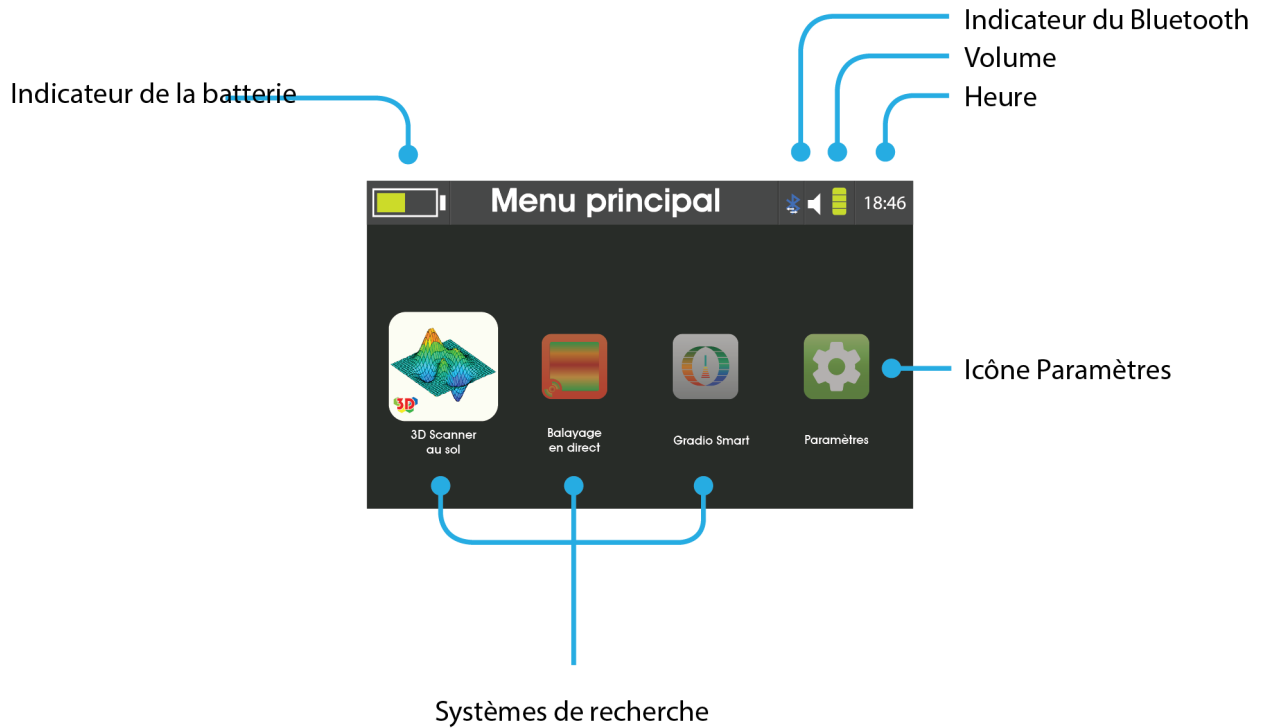 Indicateur du Bluetooth
Volume
Indicateur de la batterie
Heure
Menu principal
18:46
3D
3D Scanner
au sol
Balayage
en direct
Gradio Smart
Paramètres
Icône Paramètres
Systèmes de recherche